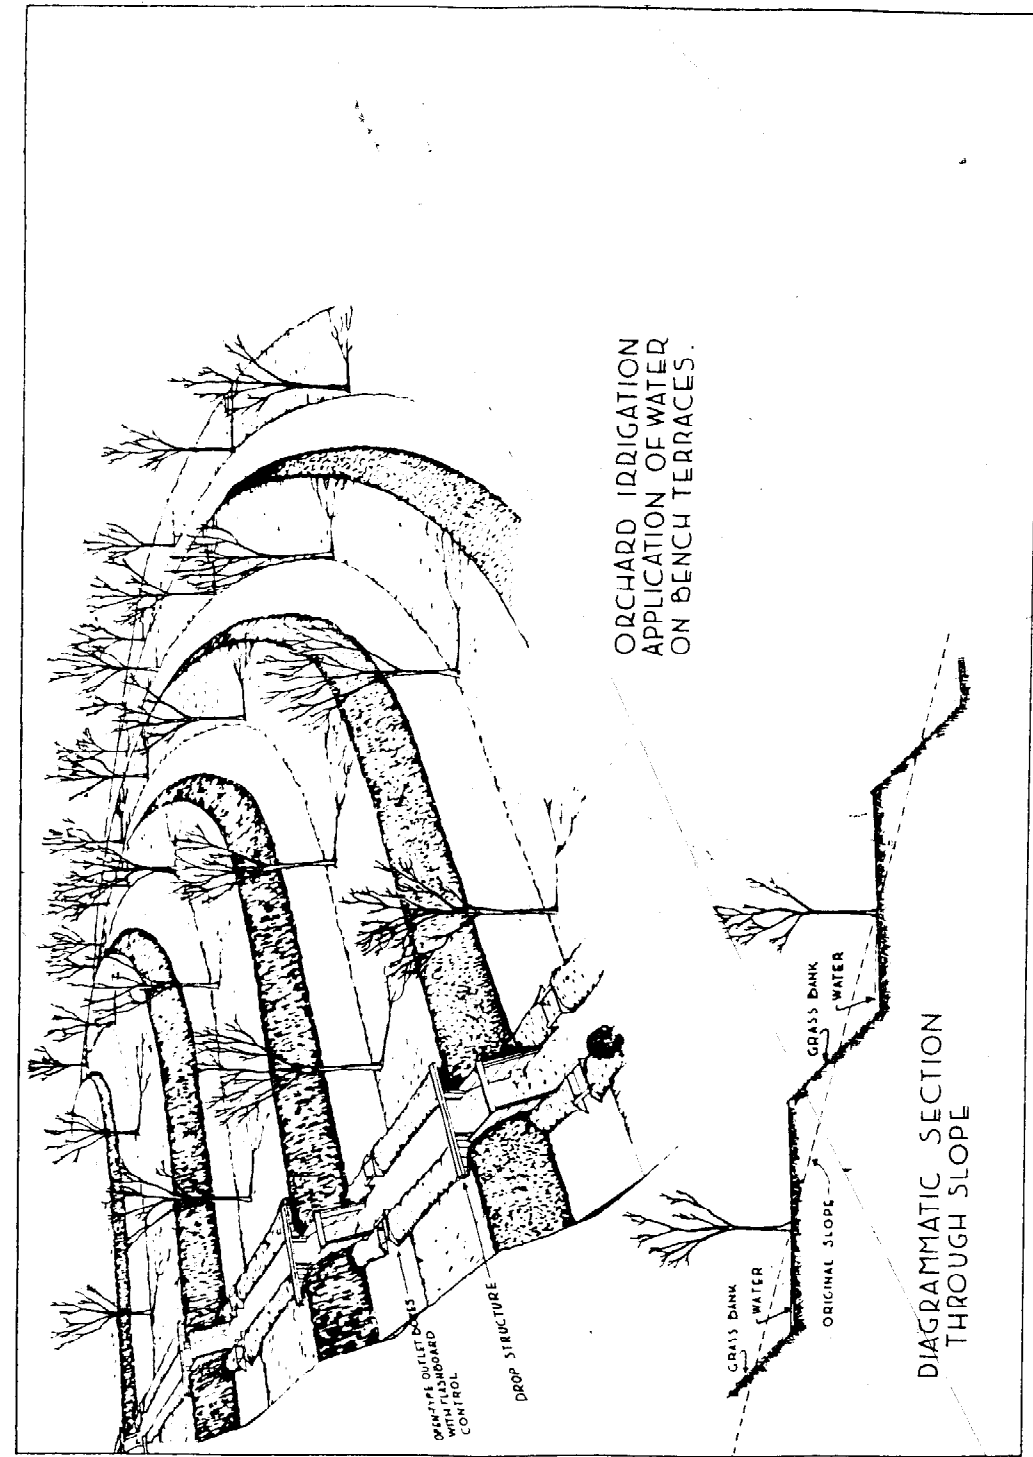 ORCHARD IRRIGATION
APPLICATION OF WATER
ON BENCH TERRACES.
OPEN-TYPE OUTLET BOXES
WITH FLASHBOARD
CONTROL
DROP STRUCTURE
GRASS BANK
WATER
ORIGINAL SLOPE
GRASS BANK
WATER
DIAGRAMMATIC SECTION
THROUGH SLOPE